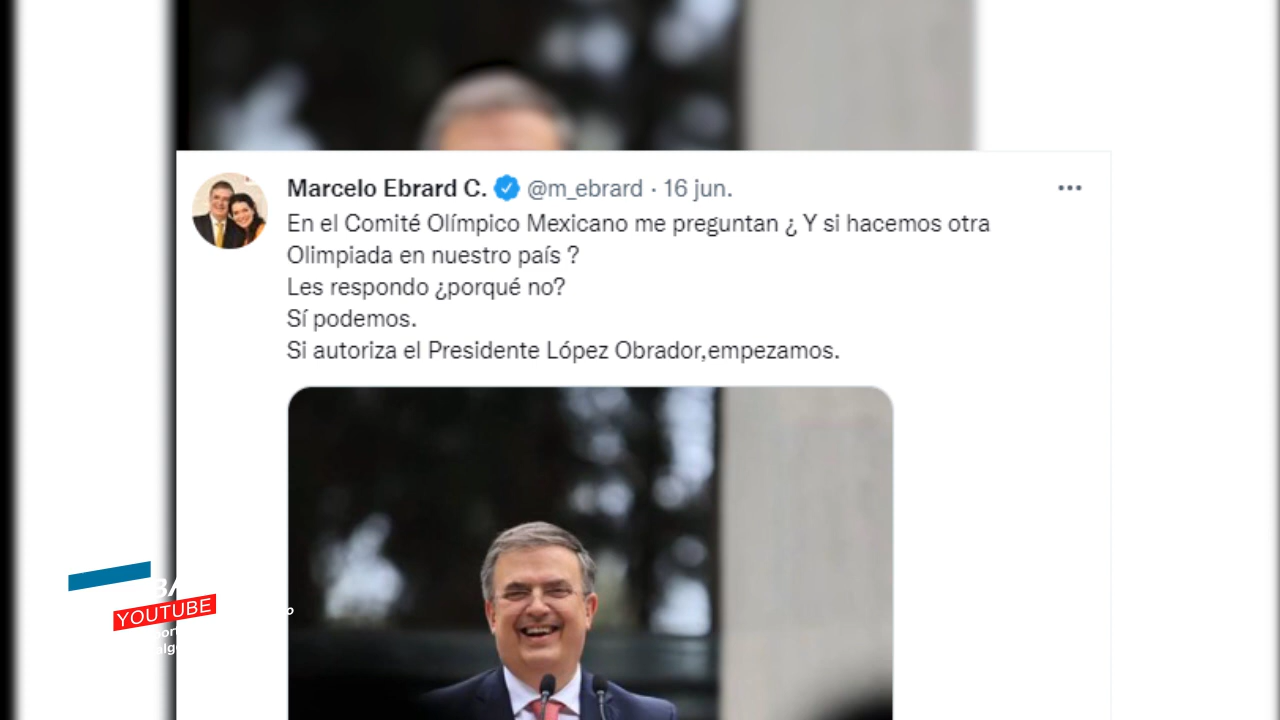 Marcelo Ebrard C. @m_ebrard · 16 jun.
En el Comité Olímpico Mexicano me preguntan ¿ Y si hacemos otra
Olimpiada en nuestro país ?
Les respondo ¿porqué no?
Sí podemos.
Si autoriza el Presidente López Obrador,empezamos.
YOUTUBE